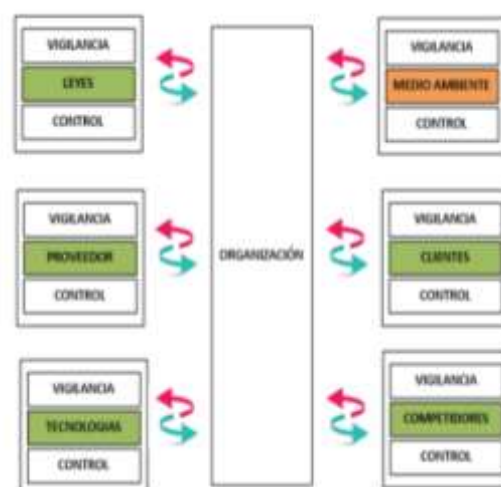 VIGILANCIA
LEYES
CONTROL
VIGILANCIA
MEDIO AMBIENTE
CONTROL
VIGILANCIA
PROVEEDOR
CONTROL
ORGANIZACIÓN
VIGILANCIA
CLIENTES
CONTROL
VIGILANCIA
TECNOLOGIAS
CONTROL
VIGILANCIA
COMPETIDORES
CONTROL